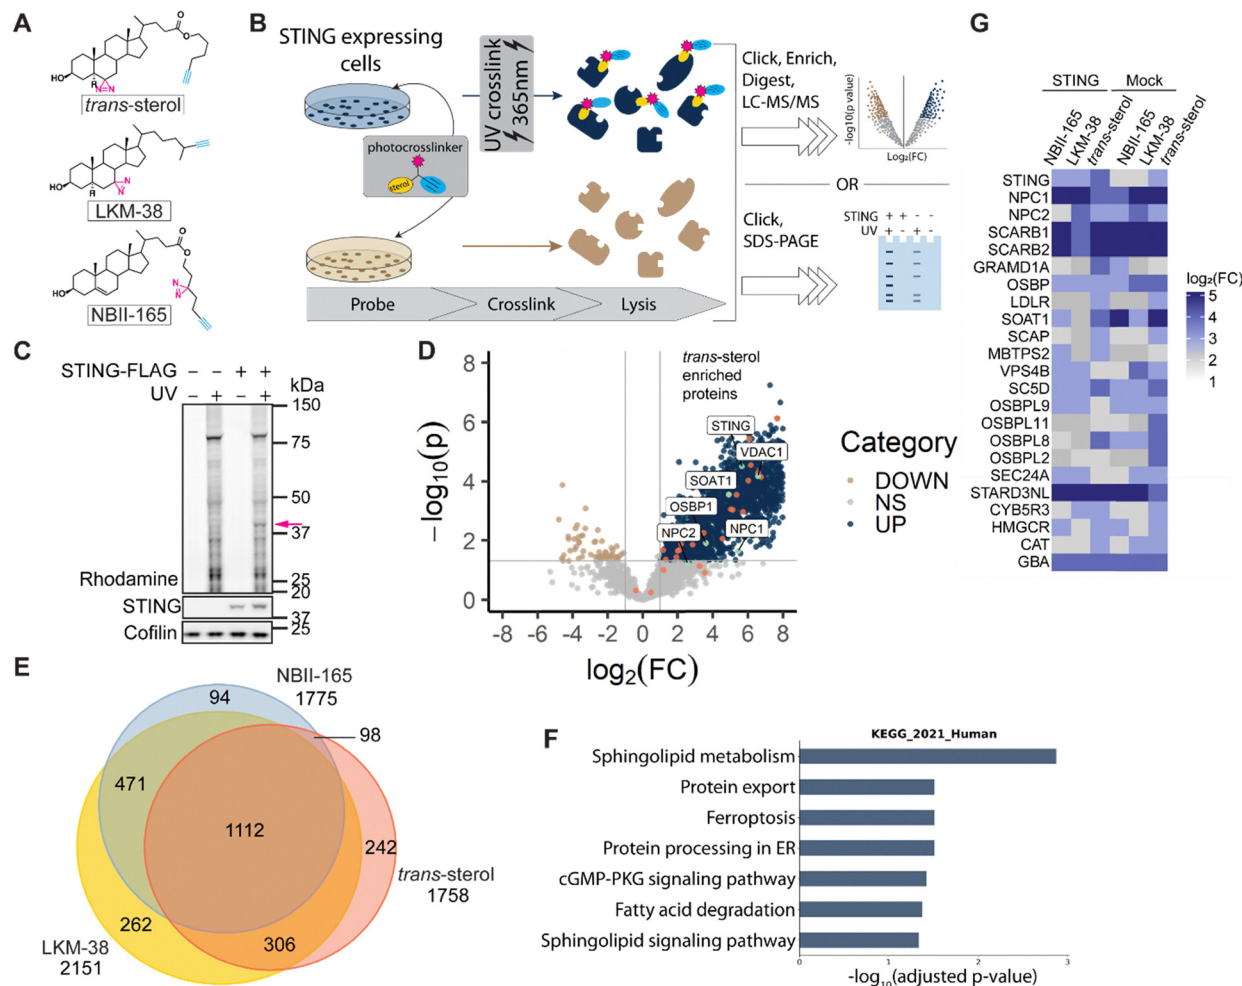 A
O
O
HO
H
N=N
trans-sterol
HO
H
N
N
LKM-38
O
O
HO
N
N
NBII-165
B
STING expressing
cells
UV crosslink
365nm
photocrosslinker
sterol
Probe
Crosslink
Lysis
Click, Enrich,
Digest,
LC-MS/MS
-log10(p value)
Log₂(FC)
OR
Click,
SDS-PAGE
STING + + - -
UV + - + -
C
STING-FLAG − − + +
UV − + − +
kDa
150
75
50
37
25
20
Rhodamine
STING
37
Cofilin
25
D
trans-sterol
enriched
proteins
STING
VDAC1
SOAT1
OSBP1
NPC2
NPC1
−log₁₀(p)
8
6
4
2
0
-8 -6 -4 -2 0 2 4 6 8
log₂(FC)
Category
DOWN
NS
UP
E
NBII-165
1775
94
98
471
1112
242
trans-sterol
1758
262
306
LKM-38
2151
F
KEGG_2021_Human
Sphingolipid metabolism
Protein export
Ferroptosis
Protein processing in ER
cGMP-PKG signaling pathway
Fatty acid degradation
Sphingolipid signaling pathway
0 1 2 3
-log₁₀(adjusted p-value)
G
STING Mock
NBII-165
LKM-38
trans-sterol
NBII-165
LKM-38
trans-sterol
STING
NPC1
NPC2
SCARB1
SCARB2
GRAMD1A
OSBP
LDLR
SOAT1
SCAP
MBTPS2
VPS4B
SC5D
OSBPL9
OSBPL11
OSBPL8
OSBPL2
SEC24A
STARD3NL
CYB5R3
HMGCR
CAT
GBA
log₂(FC)
5
4
3
2
1